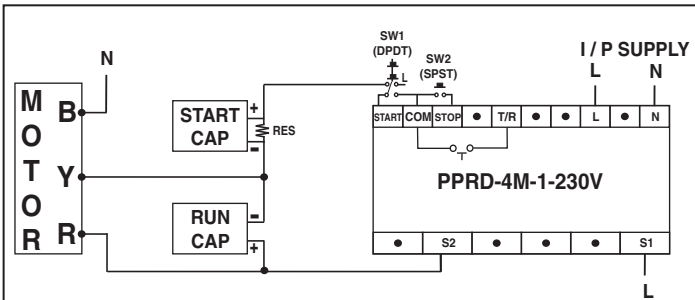 SW1
(DPDT)
SW2
(SPST)
I / P SUPPLY
L N
N
L
MOTOR
B
Y
R
START
CAP
+
-
RES
RUN
CAP
-
+
START COM STOP • T/R • • L • N
PPRD-4M-1-230V
• S2 • • • S1
L